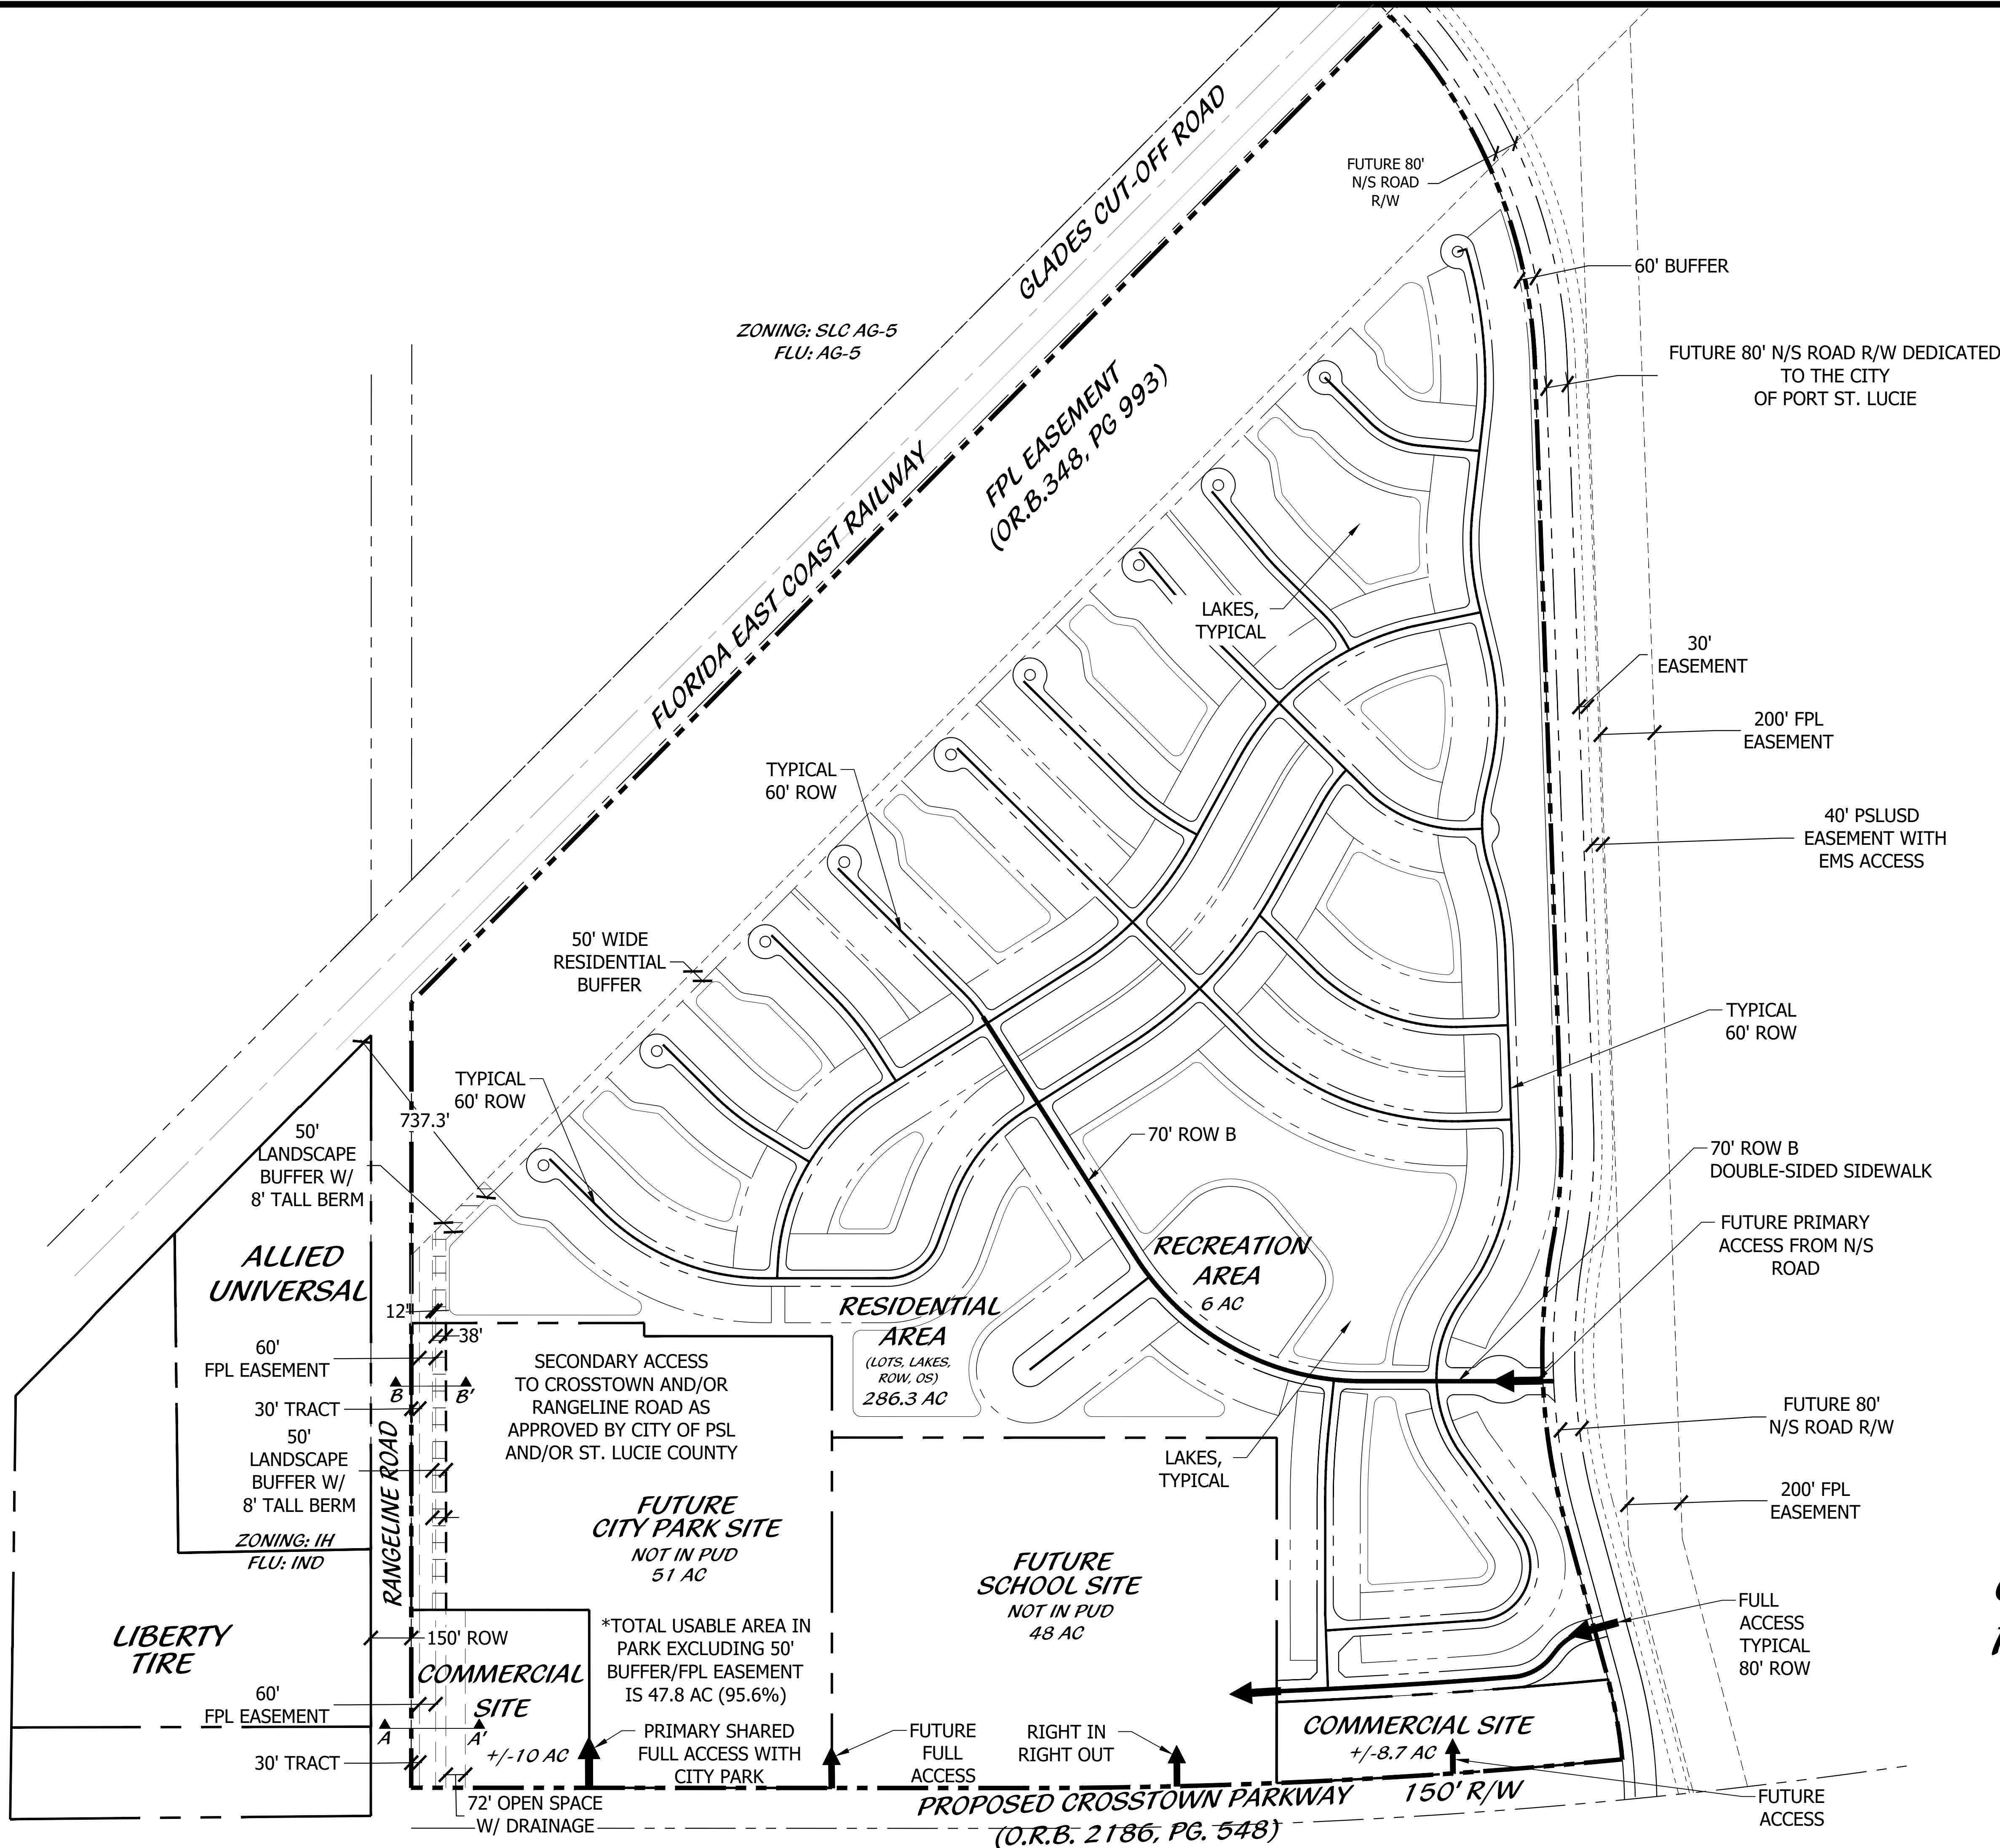 GLADES CUT-OFF ROAD
FUTURE 80'
N/S ROAD
R/W
60' BUFFER
ZONING: SLC AG-5
FLU: AG-5
FUTURE 80' N/S ROAD R/W DEDICATED
TO THE CITY
OF PORT ST. LUCIE
FPL EASEMENT
(OR.B.348, PG 993)
FLORIDA EAST COAST RAILWAY
LAKES,
TYPICAL
30'
EASEMENT
200' FPL
EASEMENT
TYPICAL
60' ROW
40' PSLUSD
EASEMENT WITH
EMS ACCESS
50' WIDE
RESIDENTIAL
BUFFER
TYPICAL
60' ROW
TYPICAL
60' ROW
737.3'
50'
LANDSCAPE
BUFFER W/
8' TALL BERM
70' ROW B
70' ROW B
DOUBLE-SIDED SIDEWALK
FUTURE PRIMARY
ACCESS FROM N/S
ROAD
ALLIED
UNIVERSAL
RECREATION
AREA
6 AC
12'
38'
RESIDENTIAL
AREA
(LOTS, LAKES,
ROW, OS)
286.3 AC
60'
FPL EASEMENT
SECONDARY ACCESS
TO CROSSTOWN AND/OR
RANGELINE ROAD AS
APPROVED BY CITY OF PSL
AND/OR ST. LUCIE COUNTY
B
B'
30' TRACT
50'
LANDSCAPE
BUFFER W/
8' TALL BERM
RANGELINE ROAD
FUTURE 80'
N/S ROAD R/W
LAKES,
TYPICAL
200' FPL
EASEMENT
FUTURE
CITY PARK SITE
NOT IN PUD
51 AC
ZONING: IH
FLU: IND
FUTURE
SCHOOL SITE
NOT IN PUD
48 AC
FULL
ACCESS
TYPICAL
80' ROW
LIBERTY
TIRE
150' ROW
*TOTAL USABLE AREA IN
PARK EXCLUDING 50'
BUFFER/FPL EASEMENT
IS 47.8 AC (95.6%)
COMMERCIAL
SITE
+/-10 AC
60'
FPL EASEMENT
A
A'
30' TRACT
PRIMARY SHARED
FULL ACCESS WITH
CITY PARK
FUTURE
FULL
ACCESS
RIGHT IN
RIGHT OUT
COMMERCIAL SITE
+/-8.7 AC
72' OPEN SPACE
W/ DRAINAGE
PROPOSED CROSSTOWN PARKWAY 150' R/W
(O.R.B. 2186, PG. 548)
FUTURE
ACCESS